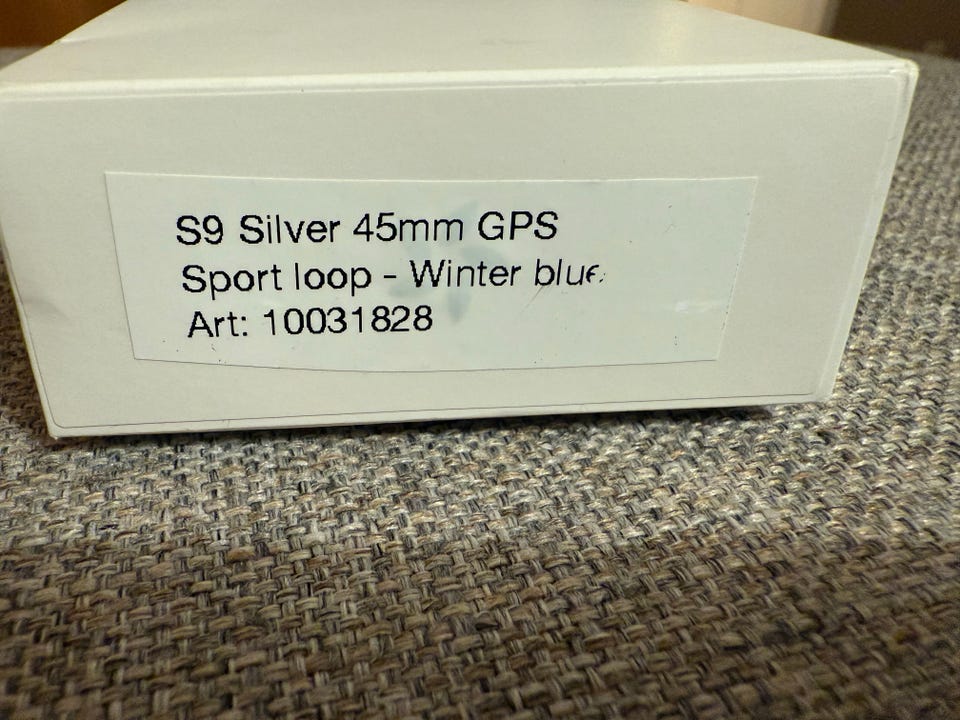 S9 Silver 45mm GPS
Sport loop - Winter blue
Art: 10031828